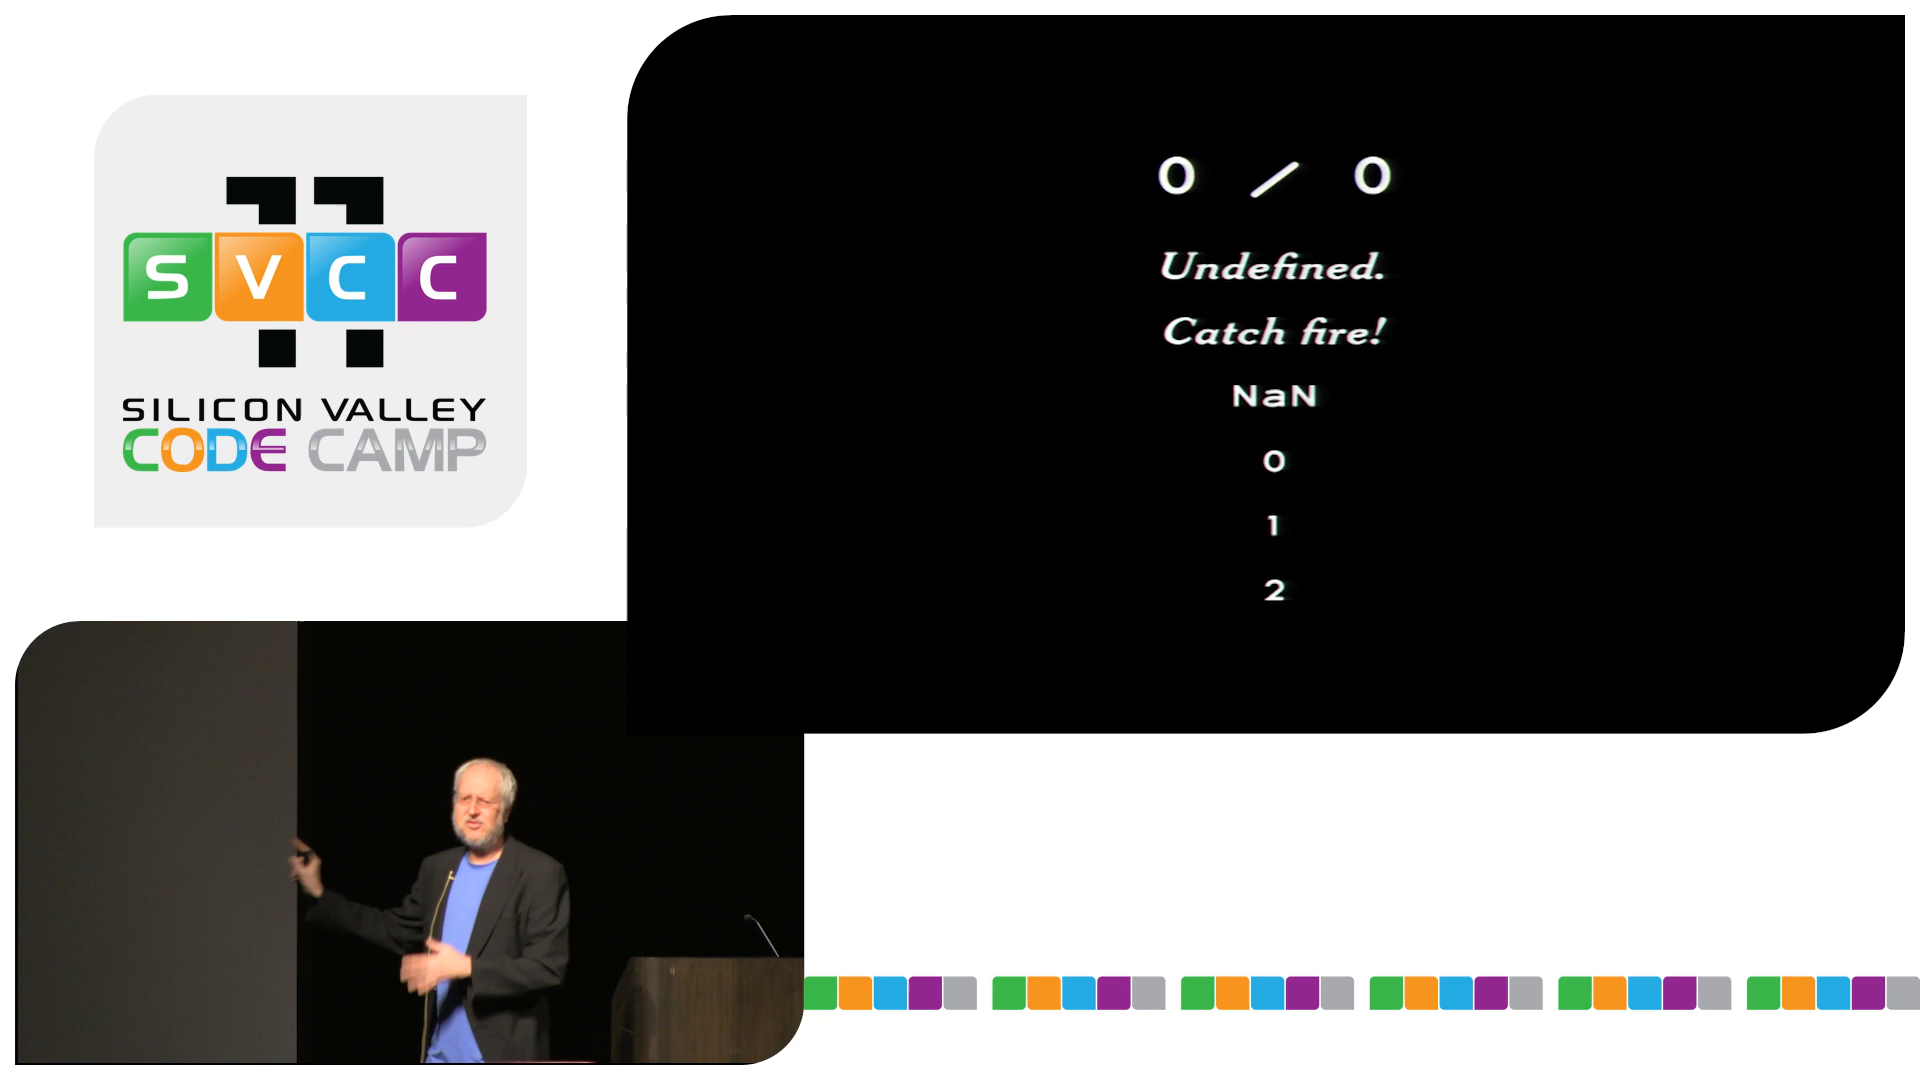 SVCC
SILICON VALLEY
CODE CAMP
0 / 0
Undefined.
Catch fire!
NaN
0
1
2